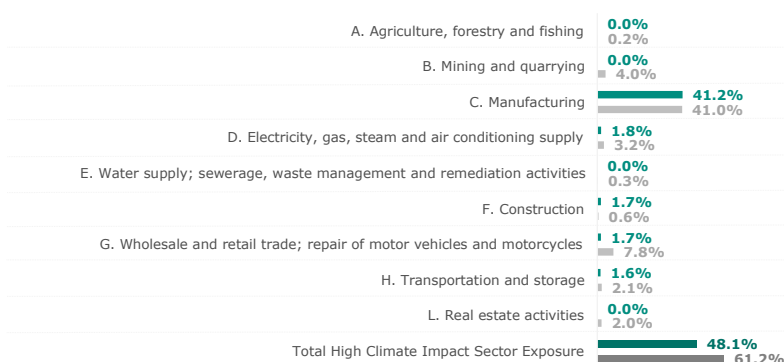 A. Agriculture, forestry and fishing 0.0%
0.2%
B. Mining and quarrying 0.0%
4.0%
C. Manufacturing 41.2%
41.0%
D. Electricity, gas, steam and air conditioning supply 1.8%
3.2%
E. Water supply; sewerage, waste management and remediation activities 0.0%
0.3%
F. Construction 1.7%
0.6%
G. Wholesale and retail trade; repair of motor vehicles and motorcycles 1.7%
7.8%
H. Transportation and storage 1.6%
2.1%
L. Real estate activities 0.0%
2.0%
Total High Climate Impact Sector Exposure 48.1%
61.2%